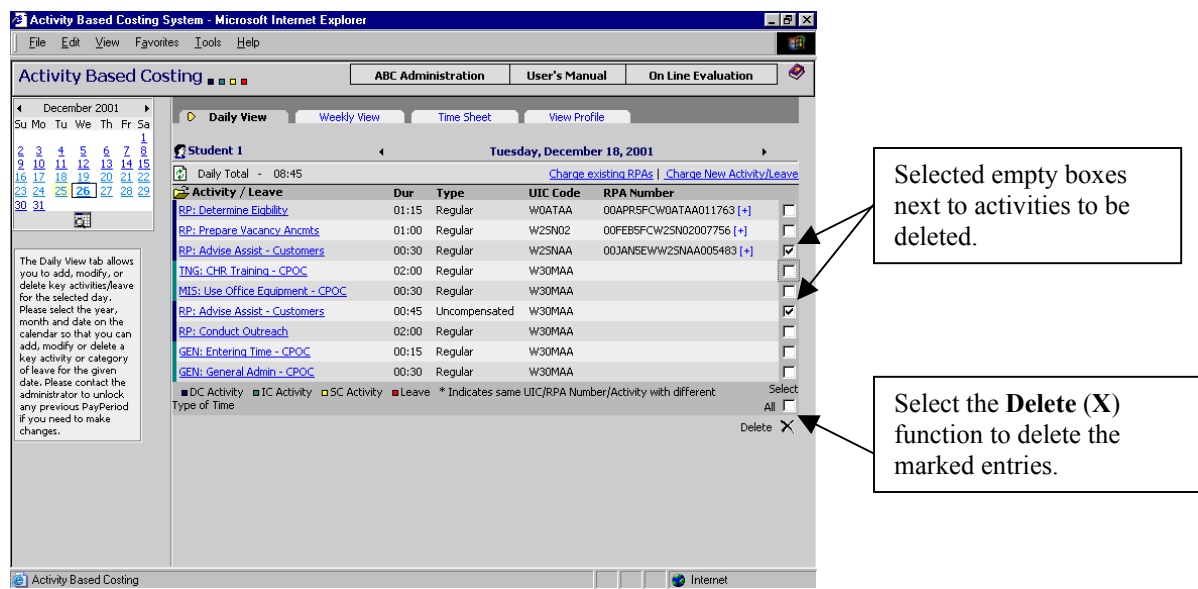 Activity Based Costing System - Microsoft Internet Explorer
File Edit View Favorites Tools Help
Activity Based Costing
ABC Administration User's Manual On Line Evaluation
December 2001
Su Mo Tu We Th Fr Sa
1
2 3 4 5 6 7 8
9 10 11 12 13 14 15
16 17 18 19 20 21 22
23 24 25 26 27 28 29
30 31
The Daily View tab allows
you to add, modify, or
delete key activities/leave
for the selected day.
Please select the year,
month and date on the
calendar so that you can
add, modify or delete a
key activity or category
of leave for the given
date. Please contact the
administrator to unlock
any previous PayPeriod
if you need to make
changes.
Daily View Weekly View Time Sheet View Profile
Student 1 Tuesday, December 18, 2001
Daily Total - 08:45 Charge existing RPAs | Charge New Activity/Leave
Activity / Leave Dur Type UIC Code RPA Number
RP: Determine Eigbility 01:15 Regular W0ATAA 00APR5FCW0ATAA011763 [+]
RP: Prepare Vacancy Ancmts 01:00 Regular W25N02 00FEB5FCW25N02007756 [+]
RP: Advise Assist - Customers 00:30 Regular W25NAA 00JAN5EWW25NAA005483 [+]
TNG: CHR Training - CPOC 02:00 Regular W30MAA
MIS: Use Office Equipment - CPOC 00:30 Regular W30MAA
RP: Advise Assist - Customers 00:45 Uncompensated W30MAA
RP: Conduct Outreach 02:00 Regular W30MAA
GEN: Entering Time - CPOC 00:15 Regular W30MAA
GEN: General Admin - CPOC 00:30 Regular W30MAA
DC Activity IC Activity SC Activity Leave * Indicates same UIC/RPA Number/Activity with different
Type of Time
Select
All
Delete
Activity Based Costing Internet
Selected empty boxes
next to activities to be
deleted.
Select the Delete (X)
function to delete the
marked entries.